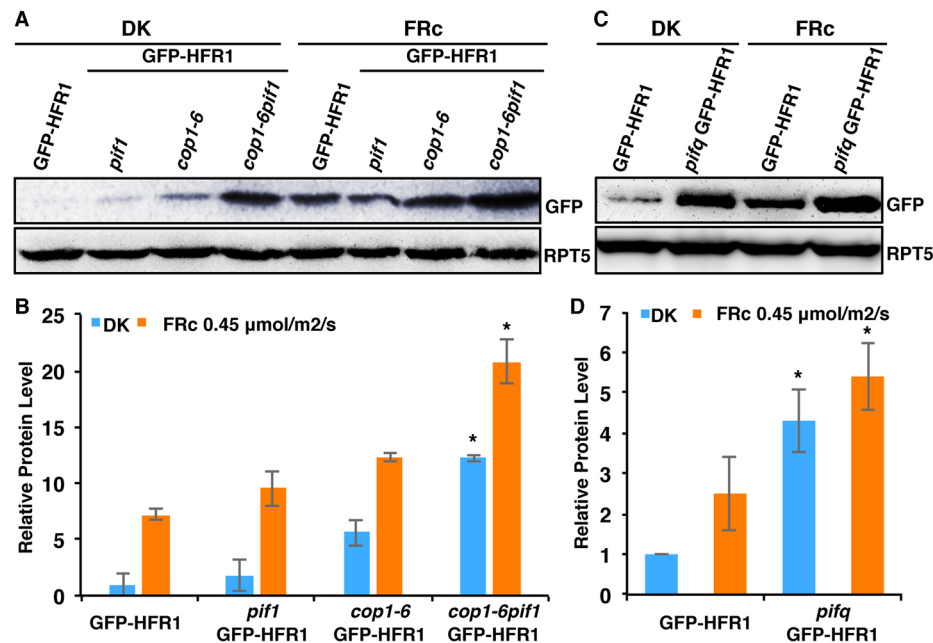 A
DK
FRc
GFP-HFR1
GFP-HFR1
GFP-HFR1
pif1
cop1-6
cop1-6pif1
GFP-HFR1
pif1
cop1-6
cop1-6pif1
GFP
RPT5
C
DK
FRc
GFP-HFR1
pifq GFP-HFR1
GFP-HFR1
pifq GFP-HFR1
GFP
RPT5
B
DK FRc 0.45 µmol/m2/s
Relative Protein Level
25
20
15
10
5
0
*
*
GFP-HFR1
pif1
GFP-HFR1
cop1-6
GFP-HFR1
cop1-6pif1
GFP-HFR1
D
DK FRc 0.45 µmol/m2/s
Relative Protein Level
7
6
5
4
3
2
1
0
*
*
GFP-HFR1
pifq
GFP-HFR1